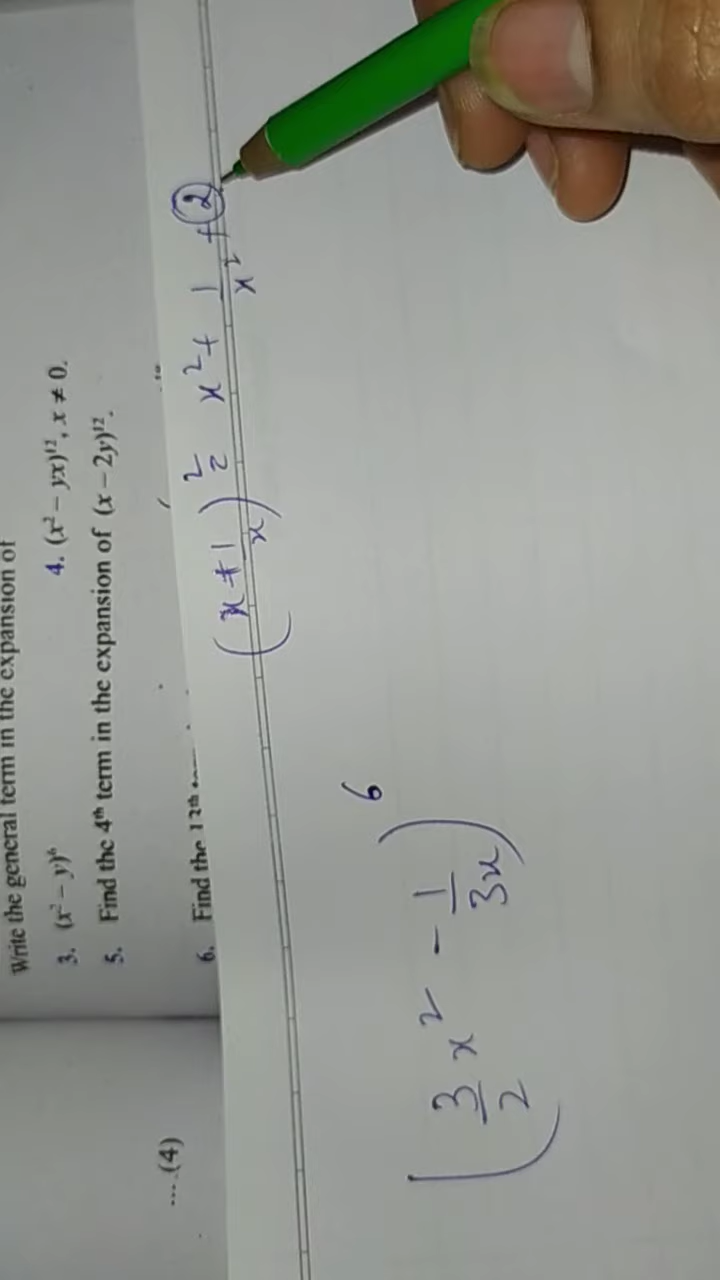 Write the general term in the expansion of
3. (x² – y)⁶ 4. (x² – yx)¹², x ≠ 0.
5. Find the 4ᵗʰ term in the expansion of (x – 2y)¹².
6. Find the 12ᵗʰ
....(4)
(x + 1/x)² = x² + 1/x² + 2
(3/2 x² - 1/3x)⁶